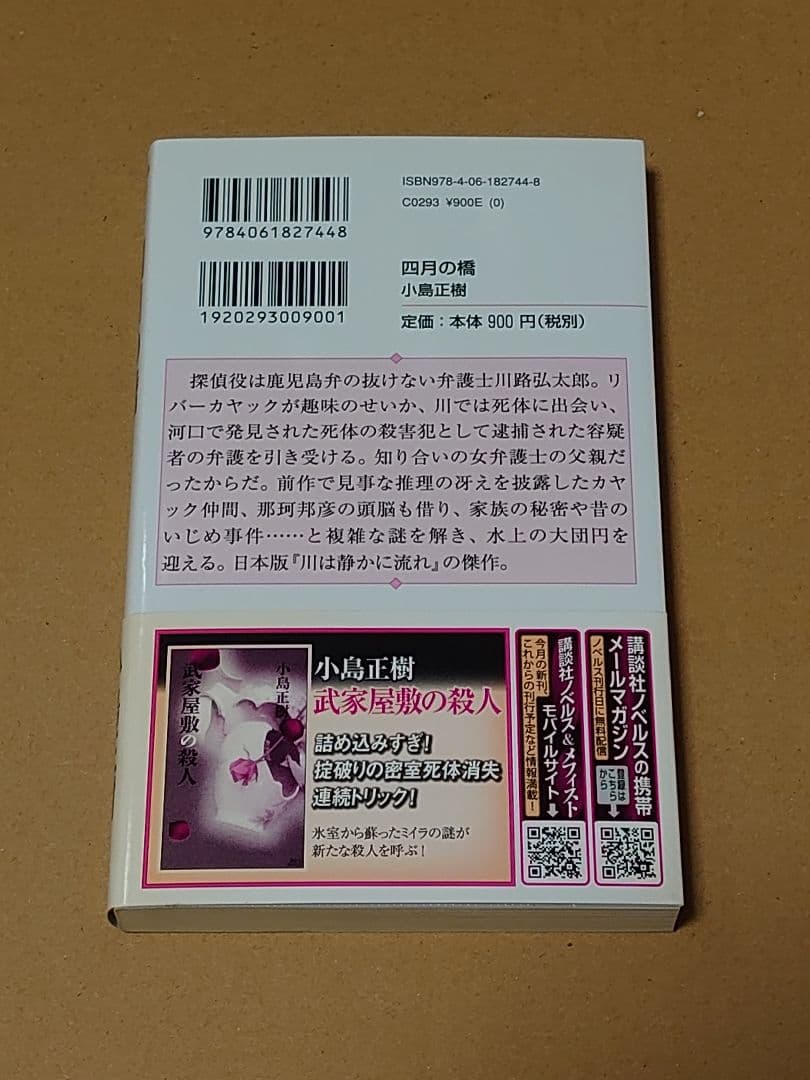 ISBN978-4-06-182744-8
C0293 ¥900E (0)
9784061827448
1920293009001
四月の橋
小島正樹
定価：本体900円（税別）
探偵役は鹿児島弁の抜けない弁護士川路弘太郎。リ
バーカヤックが趣味のせいか、川では死体に出会い、
河口で発見された死体の殺害犯として逮捕された容疑
者の弁護を引き受ける。知り合いの女弁護士の父親だ
ったからだ。前作で見事な推理の冴えを披露したカヤ
ック仲間、那珂邦彦の頭脳も借り、家族の秘密や昔の
いじめ事件……と複雑な謎を解き、水上の大団円を
迎える。日本版『川は静かに流れ』の傑作。
小島正樹
武家屋敷の殺人
小島正樹
武家屋敷の殺人
詰め込みすぎ！
掟破りの密室死体消失
連続トリック！
氷室から蘇ったミイラの謎が
新たな殺人を呼ぶ！
講談社ノベルス&メフィスト
モバイルサイト➡
今月の新刊、
これからの刊行予定など情報満載！
講談社ノベルスの携帯
メールマガジン
登録は
こちら
から
➡
ノベルス刊行日に無料配信